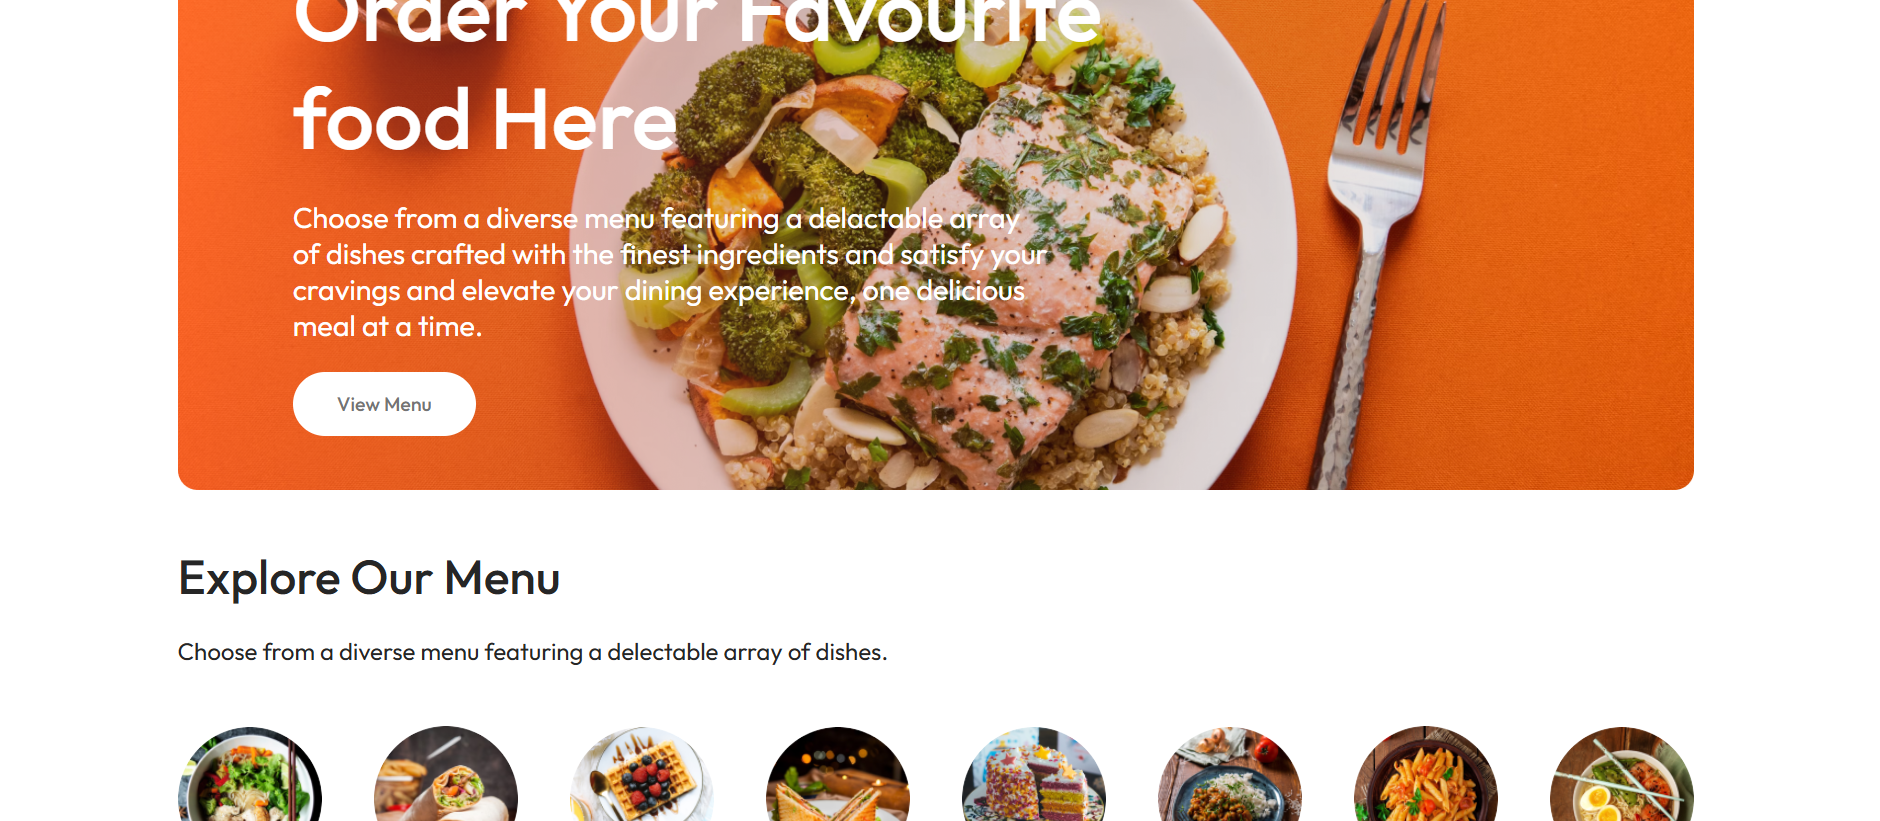 Order Your Favourite
food Here
Choose from a diverse menu featuring a delactable array
of dishes crafted with the finest ingredients and satisfy your
cravings and elevate your dining experience, one delicious
meal at a time.
View Menu
Explore Our Menu
Choose from a diverse menu featuring a delectable array of dishes.